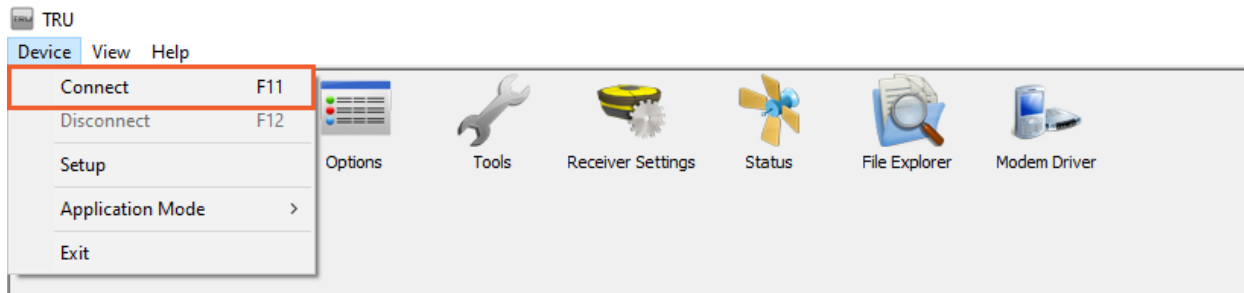 TRU
Device View Help
Connect F11
Disconnect F12
Setup
Application Mode >
Exit
Options Tools Receiver Settings Status File Explorer Modem Driver